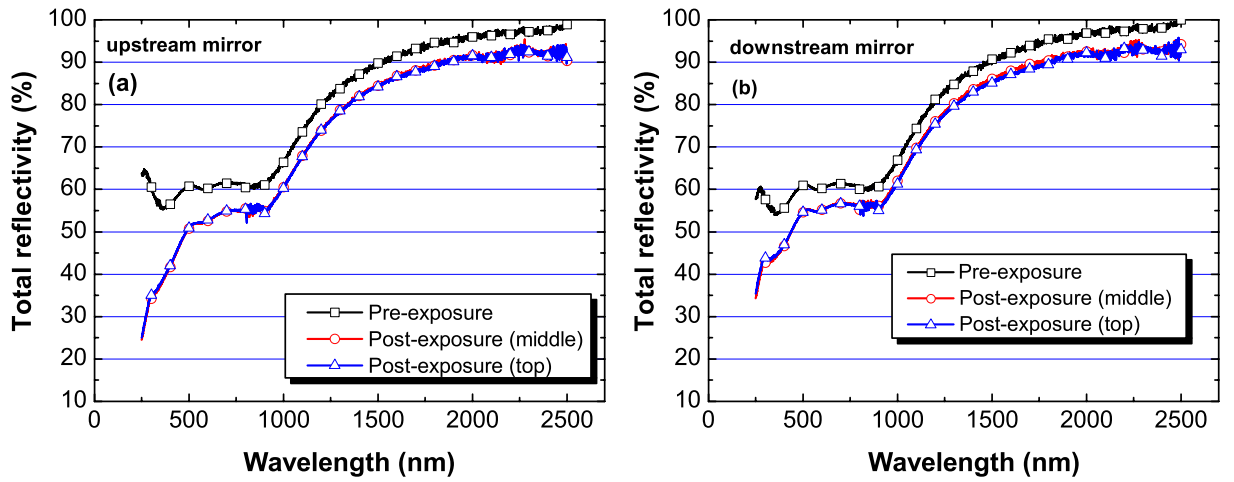 upstream mirror
(a)
Total reflectivity (%)
100
90
80
70
60
50
40
30
20
10
Pre-exposure
Post-exposure (middle)
Post-exposure (top)
0 500 1000 1500 2000 2500
Wavelength (nm)
downstream mirror
(b)
Total reflectivity (%)
100
90
80
70
60
50
40
30
20
10
Pre-exposure
Post-exposure (middle)
Post-exposure (top)
0 500 1000 1500 2000 2500
Wavelength (nm)